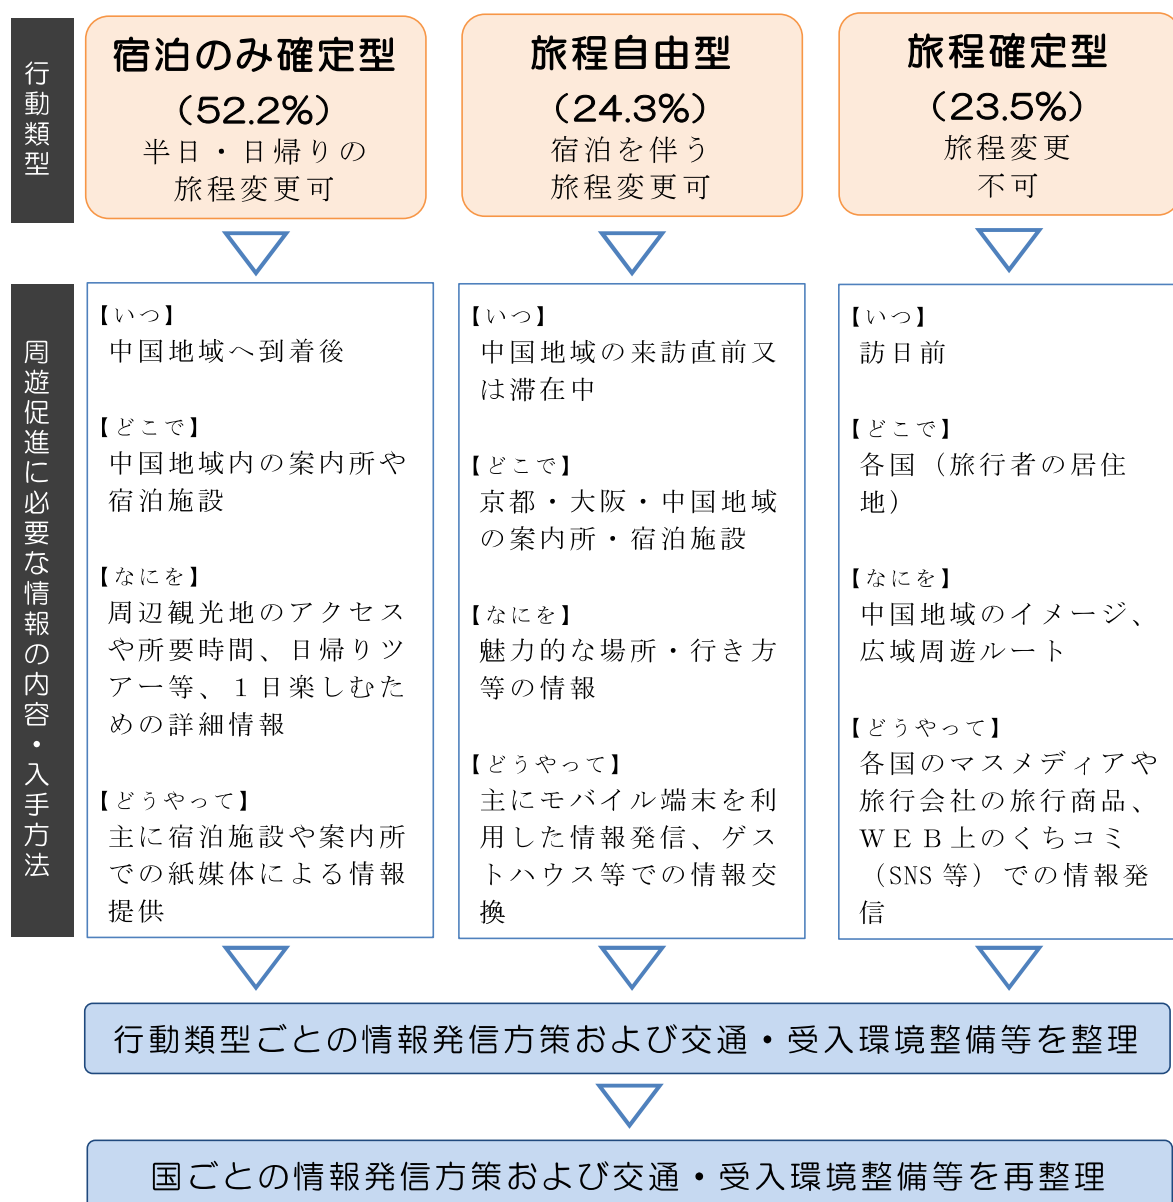 行動類型
宿泊のみ確定型
(52.2%)
半日・日帰りの
旅程変更可
旅程自由型
(24.3%)
宿泊を伴う
旅程変更可
旅程確定型
(23.5%)
旅程変更
不可
周遊促進に必要な情報の内容・入手方法
【いつ】
中国地域へ到着後
【どこで】
中国地域内の案内所や
宿泊施設
【なにを】
周辺観光地のアクセス
や所要時間、日帰りツ
アー等、１日楽しむた
めの詳細情報
【どうやって】
主に宿泊施設や案内所
での紙媒体による情報
提供
【いつ】
中国地域の来訪直前又
は滞在中
【どこで】
京都・大阪・中国地域
の案内所・宿泊施設
【なにを】
魅力的な場所・行き方
等の情報
【どうやって】
主にモバイル端末を利
用した情報発信、ゲス
トハウス等での情報交
換
【いつ】
訪日前
【どこで】
各国（旅行者の居住
地）
【なにを】
中国地域のイメージ、
広域周遊ルート
【どうやって】
各国のマスメディアや
旅行会社の旅行商品、
ＷＥＢ上のくちコミ
（SNS 等）での情報発
信
行動類型ごとの情報発信方策および交通・受入環境整備等を整理
国ごとの情報発信方策および交通・受入環境整備等を再整理